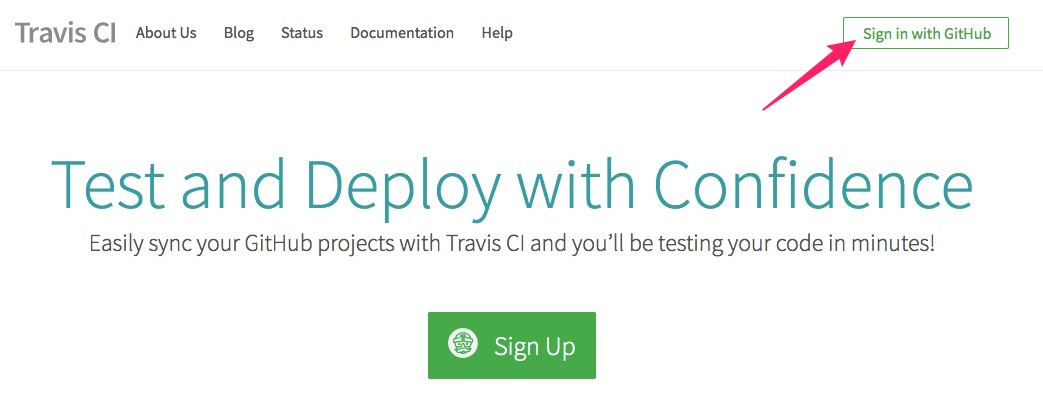 Travis CI About Us Blog Status Documentation Help Sign in with GitHub
Test and Deploy with Confidence
Easily sync your GitHub projects with Travis CI and you’ll be testing your code in minutes!
Sign Up